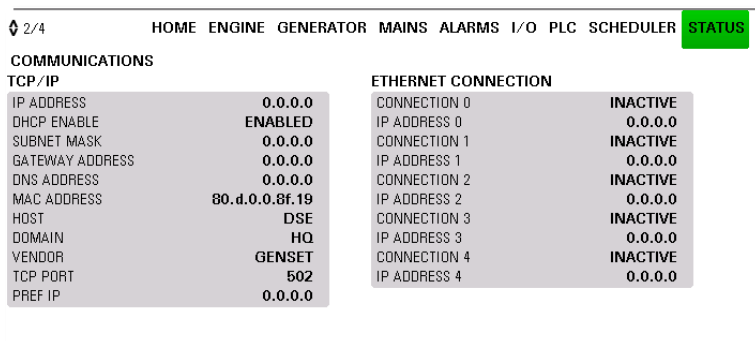 2/4 HOME ENGINE GENERATOR MAINS ALARMS I/O PLC SCHEDULER STATUS
COMMUNICATIONS
TCP/IP
IP ADDRESS 0.0.0.0
DHCP ENABLE ENABLED
SUBNET MASK 0.0.0.0
GATEWAY ADDRESS 0.0.0.0
DNS ADDRESS 0.0.0.0
MAC ADDRESS 80.d.0.0.8f.19
HOST DSE
DOMAIN HQ
VENDOR GENSET
TCP PORT 502
PREF IP 0.0.0.0
ETHERNET CONNECTION
CONNECTION 0 INACTIVE
IP ADDRESS 0 0.0.0.0
CONNECTION 1 INACTIVE
IP ADDRESS 1 0.0.0.0
CONNECTION 2 INACTIVE
IP ADDRESS 2 0.0.0.0
CONNECTION 3 INACTIVE
IP ADDRESS 3 0.0.0.0
CONNECTION 4 INACTIVE
IP ADDRESS 4 0.0.0.0